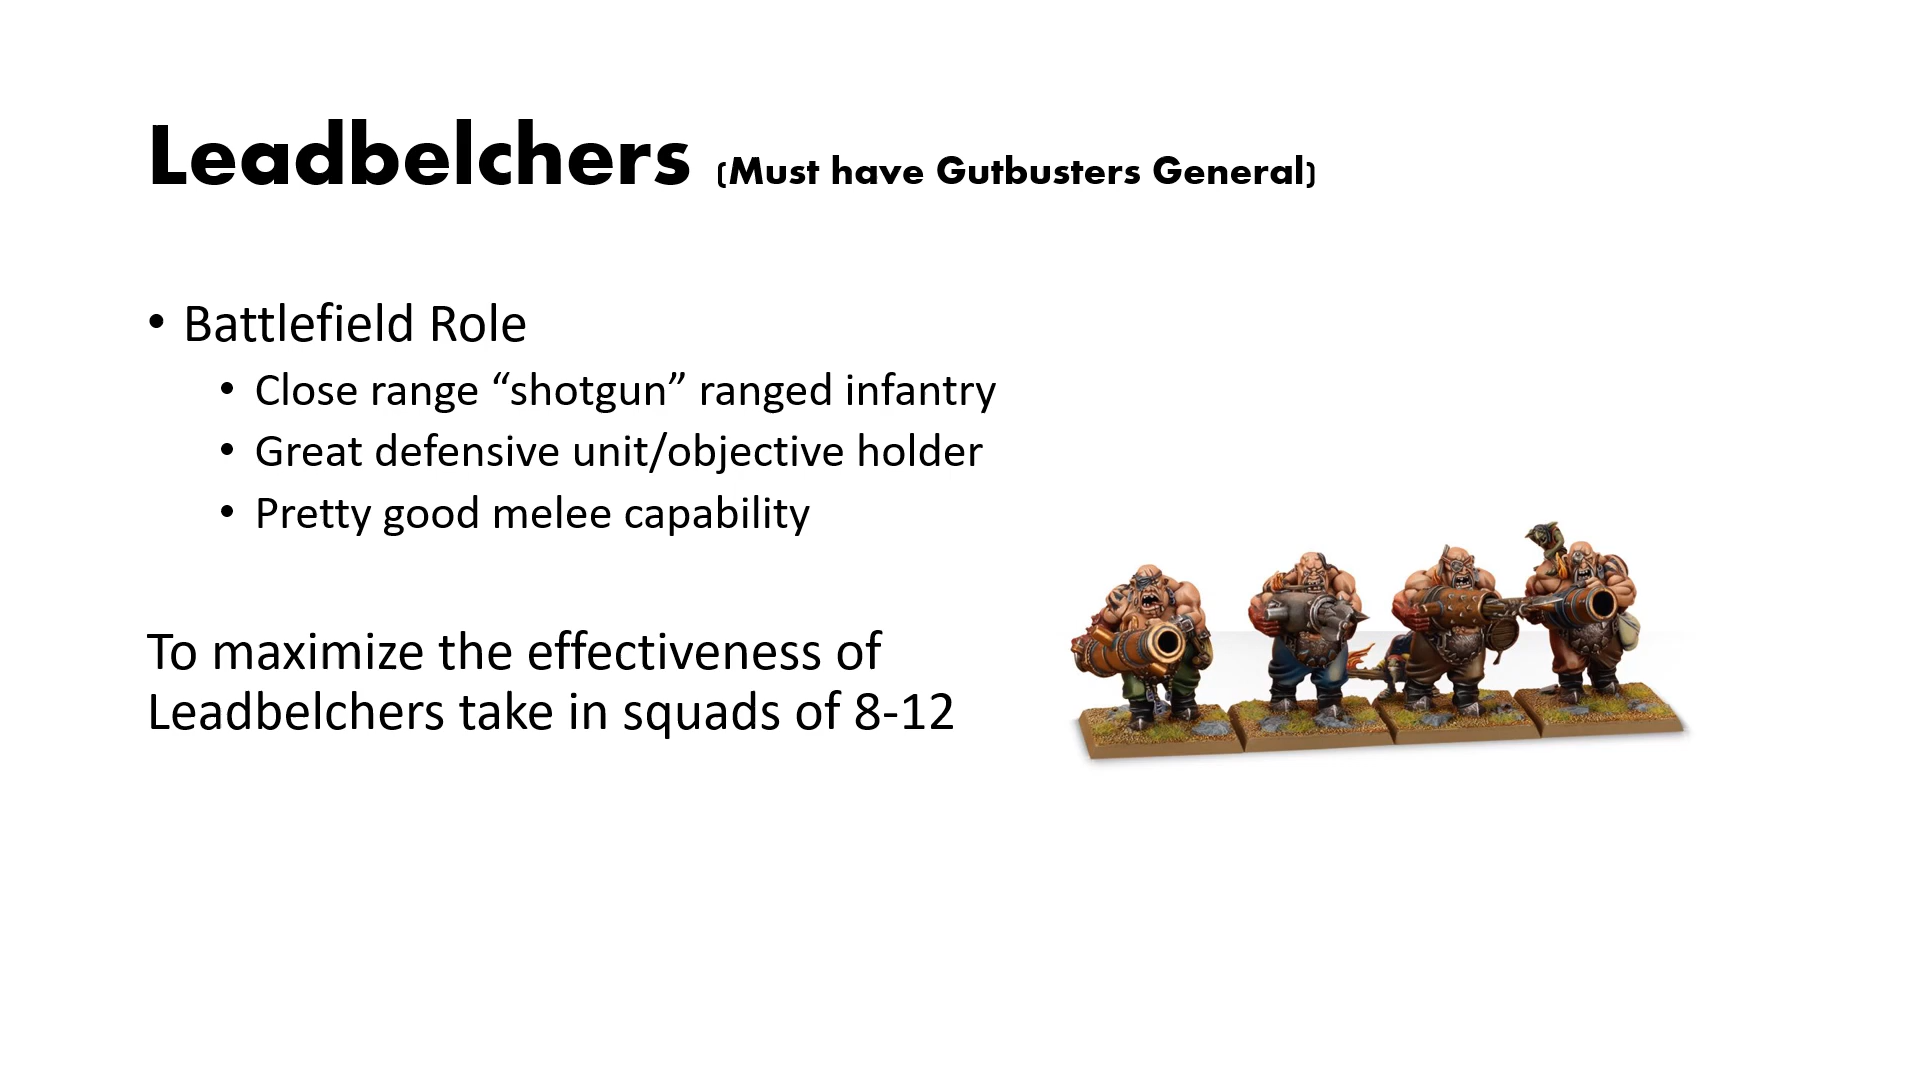 Leadbelchers (Must have Gutbusters General)
• Battlefield Role
• Close range “shotgun” ranged infantry
• Great defensive unit/objective holder
• Pretty good melee capability
To maximize the effectiveness of
Leadbelchers take in squads of 8-12